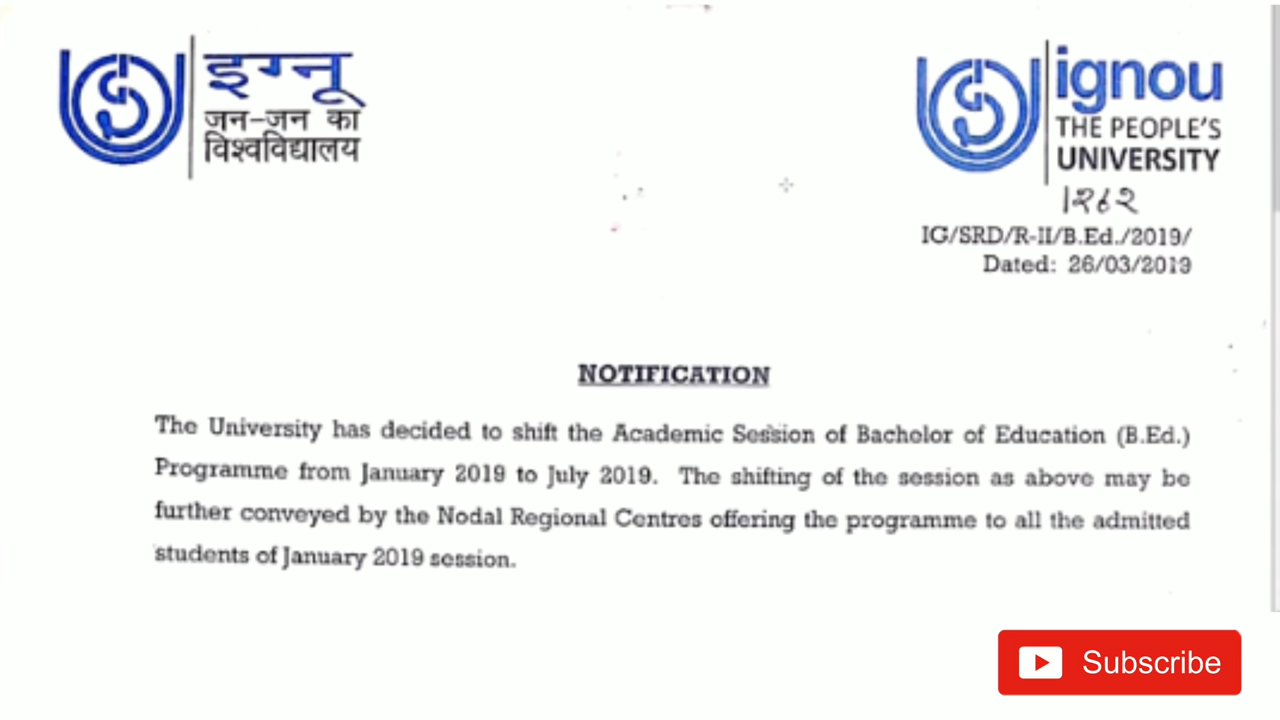 इग्नू
जन-जन का
विश्वविद्यालय
ignou
THE PEOPLE'S
UNIVERSITY
१२६२
IG/SRD/R-II/B.Ed./2019/
Dated: 26/03/2019
NOTIFICATION
The University has decided to shift the Academic Session of Bachelor of Education (B.Ed.)
Programme from January 2019 to July 2019. The shifting of the session as above may be
further conveyed by the Nodal Regional Centres offering the programme to all the admitted
students of January 2019 session.
Subscribe